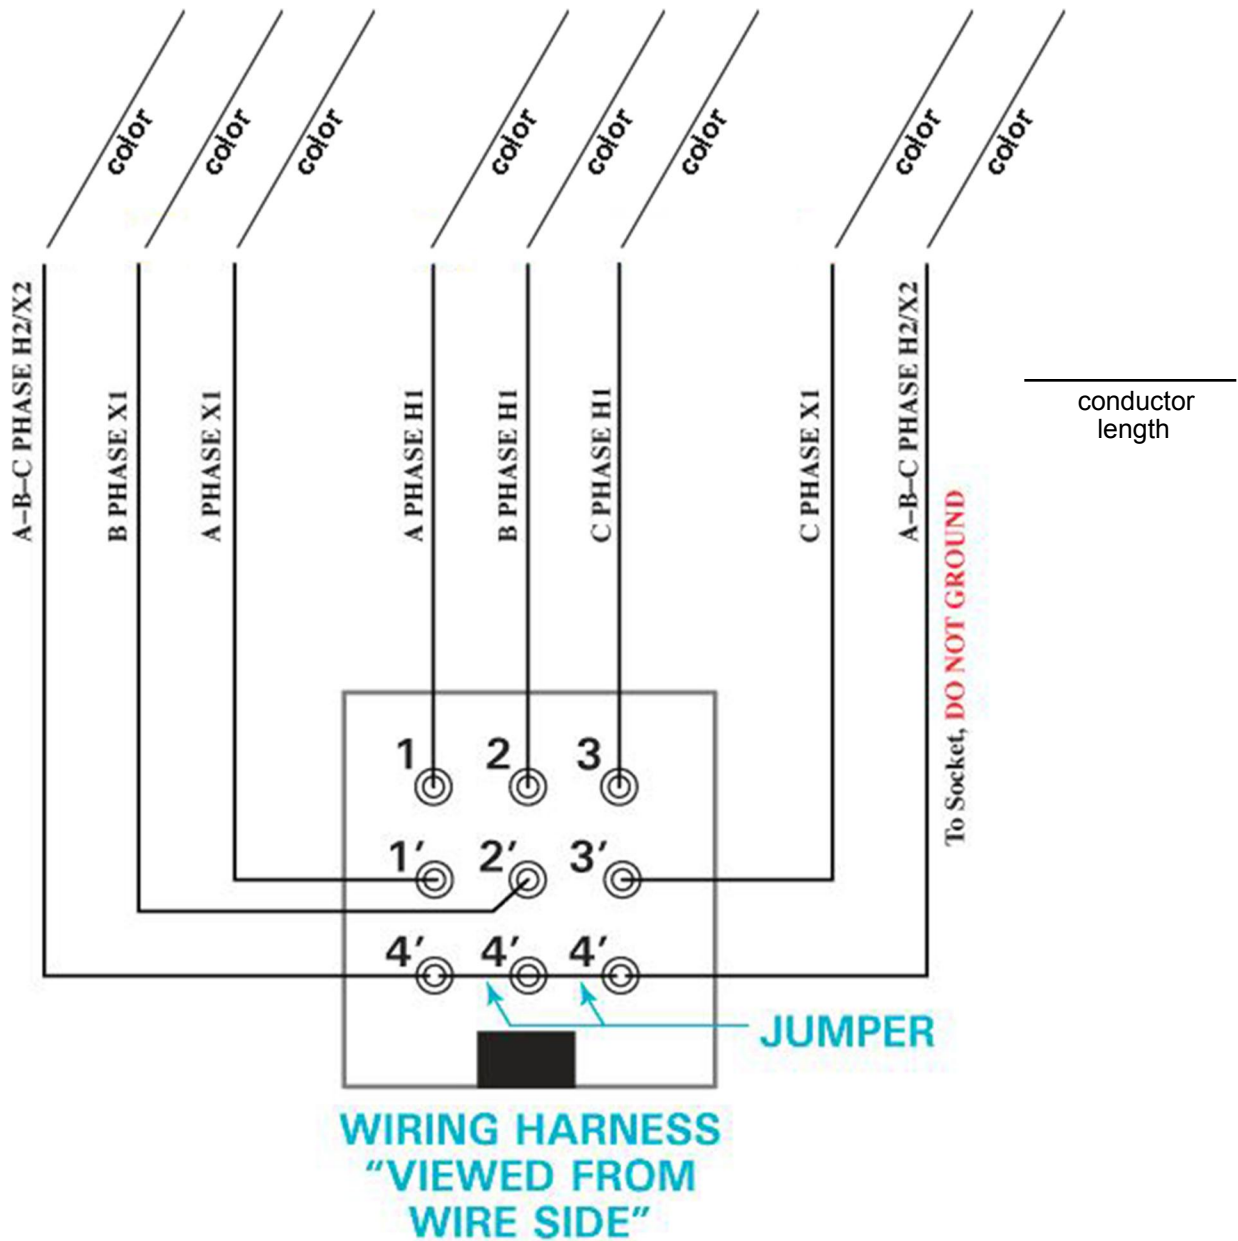 color
color
color
color
color
color
color
color
A–B–C PHASE H2/X2
B PHASE X1
A PHASE X1
A PHASE H1
B PHASE H1
C PHASE H1
C PHASE X1
A–B–C PHASE H2/X2
conductor
length
To Socket, DO NOT GROUND
1 2 3
1′ 2′ 3′
4′ 4′ 4′
JUMPER
WIRING HARNESS
“VIEWED FROM
WIRE SIDE”